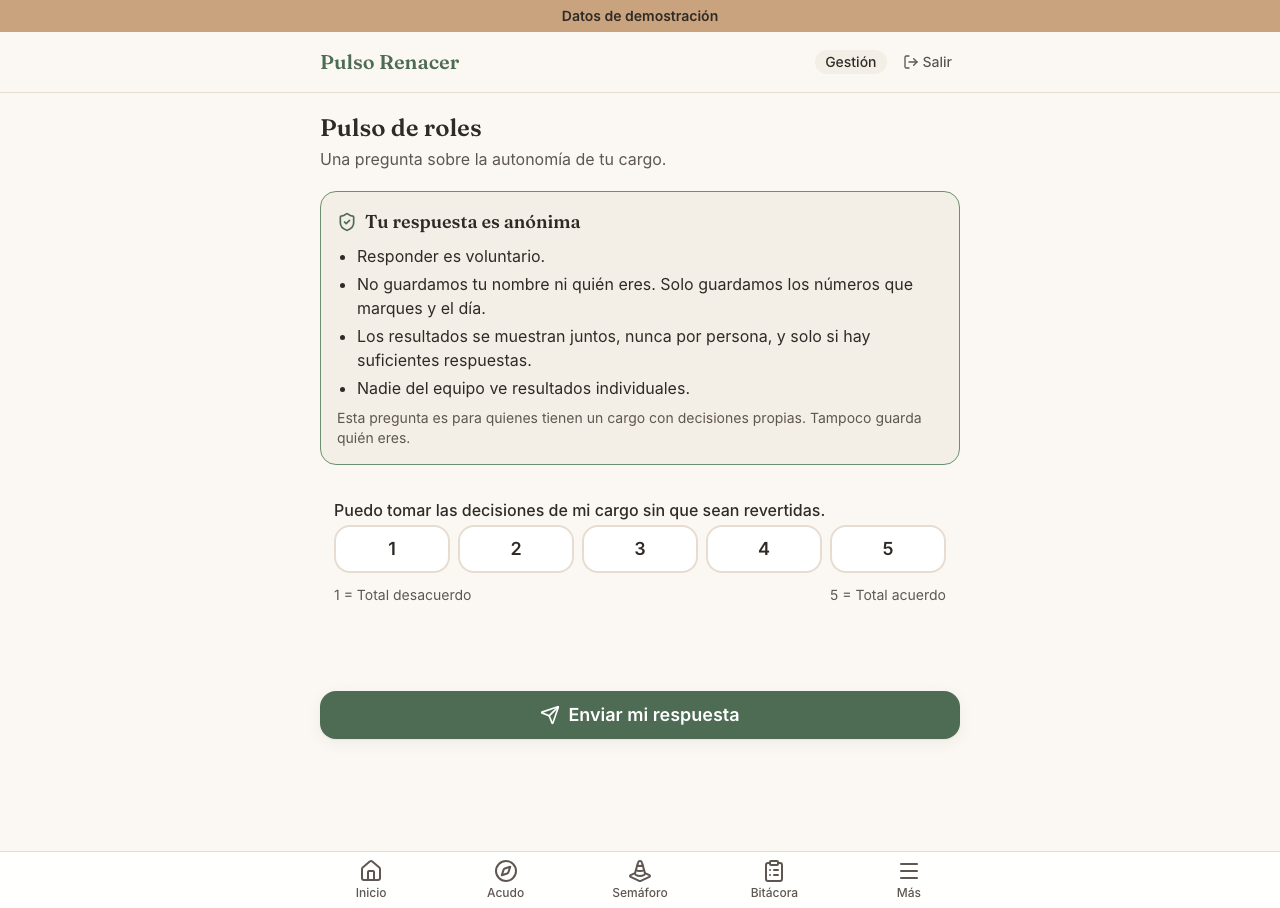 Datos de demostración
Pulso Renacer
Gestión
Salir
Pulso de roles
Una pregunta sobre la autonomía de tu cargo.
Tu respuesta es anónima
• Responder es voluntario.
• No guardamos tu nombre ni quién eres. Solo guardamos los números que
marques y el día.
• Los resultados se muestran juntos, nunca por persona, y solo si hay
suficientes respuestas.
• Nadie del equipo ve resultados individuales.
Esta pregunta es para quienes tienen un cargo con decisiones propias. Tampoco guarda
quién eres.
Puedo tomar las decisiones de mi cargo sin que sean revertidas.
1 2 3 4 5
1 = Total desacuerdo 5 = Total acuerdo
Enviar mi respuesta
Inicio Acudo Semáforo Bitácora Más